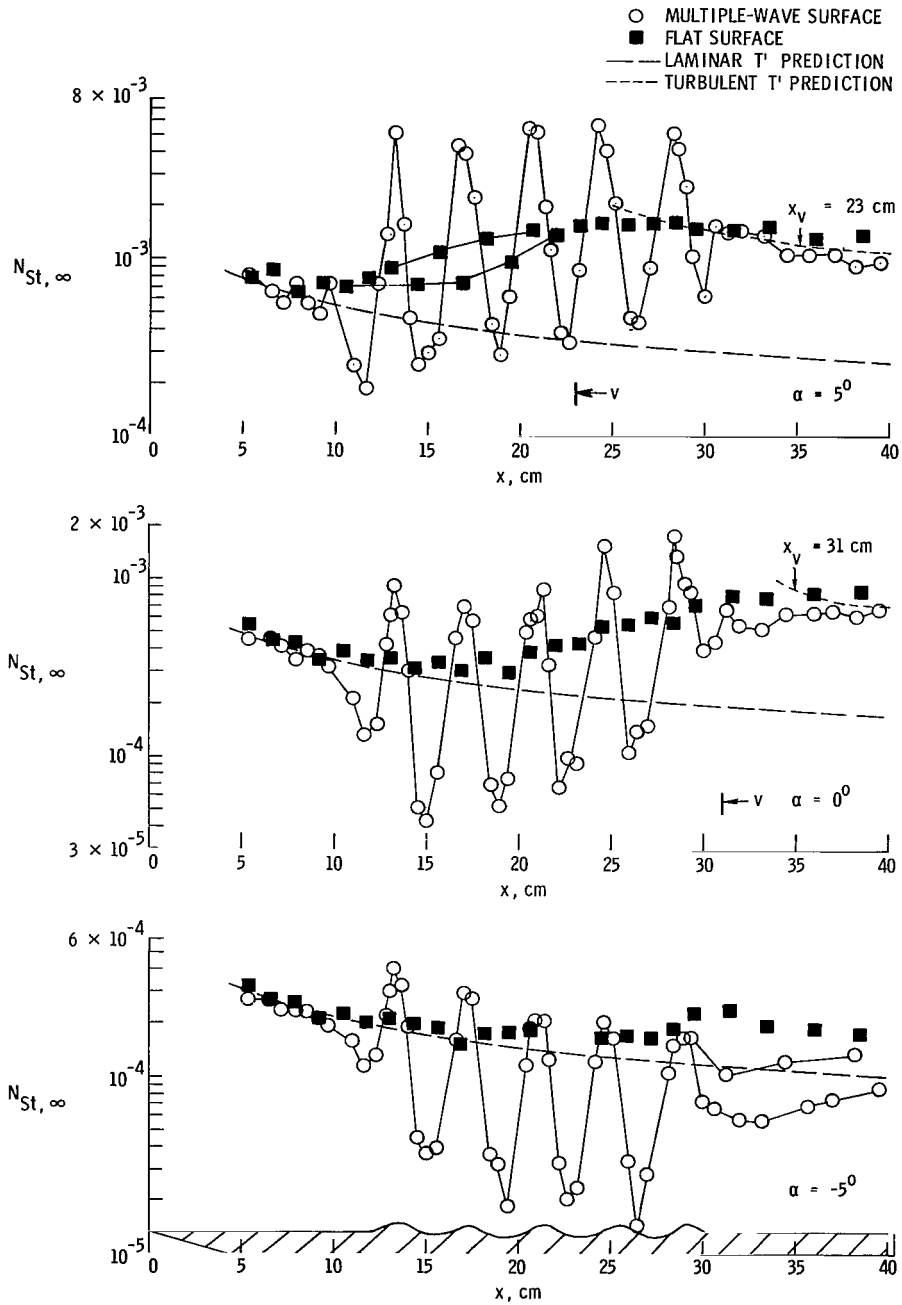 MULTIPLE-WAVE SURFACE
FLAT SURFACE
LAMINAR T' PREDICTION
TURBULENT T' PREDICTION
8 × 10⁻³
10⁻³
10⁻⁴
N_St, ∞
x_v = 23 cm
v
α = 5⁰
0 5 10 15 20 25 30 35 40
x, cm
2 × 10⁻³
10⁻³
10⁻⁴
3 × 10⁻⁵
N_St, ∞
x_v = 31 cm
v
α = 0⁰
0 5 10 15 20 25 30 35 40
x, cm
6 × 10⁻⁴
10⁻⁴
10⁻⁵
N_St, ∞
α = -5⁰
0 5 10 15 20 25 30 35 40
x, cm